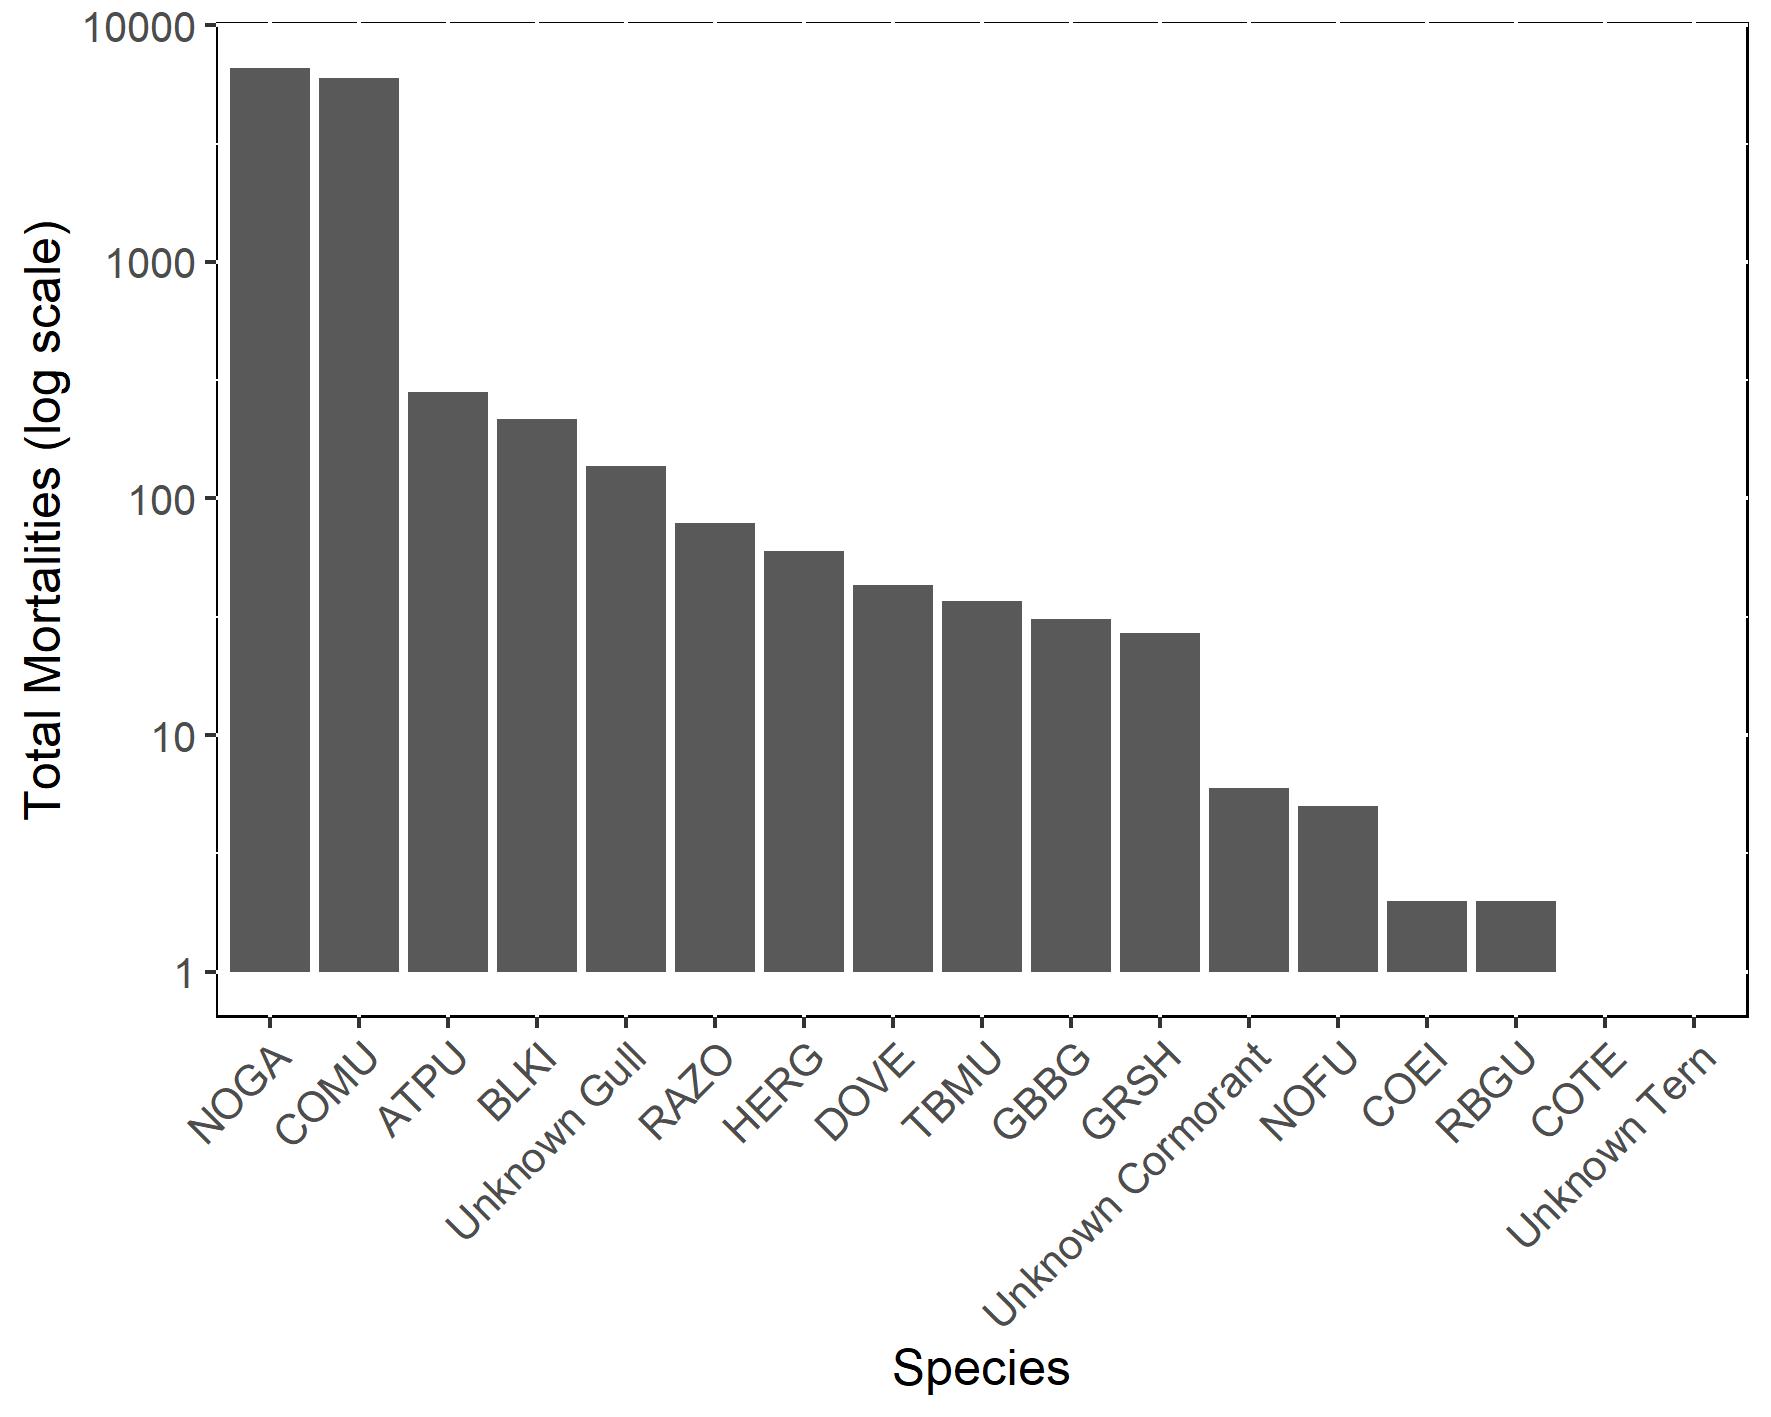 10000
1000
100
10
1
Total Mortalities (log scale)
NOGA
COMU
ATPU
BLKI
Unknown Gull
RAZO
HERG
DOVE
TBMU
GBBG
GRSH
Unknown Cormorant
NOFU
COEI
RBGU
COTE
Unknown Tern
Species